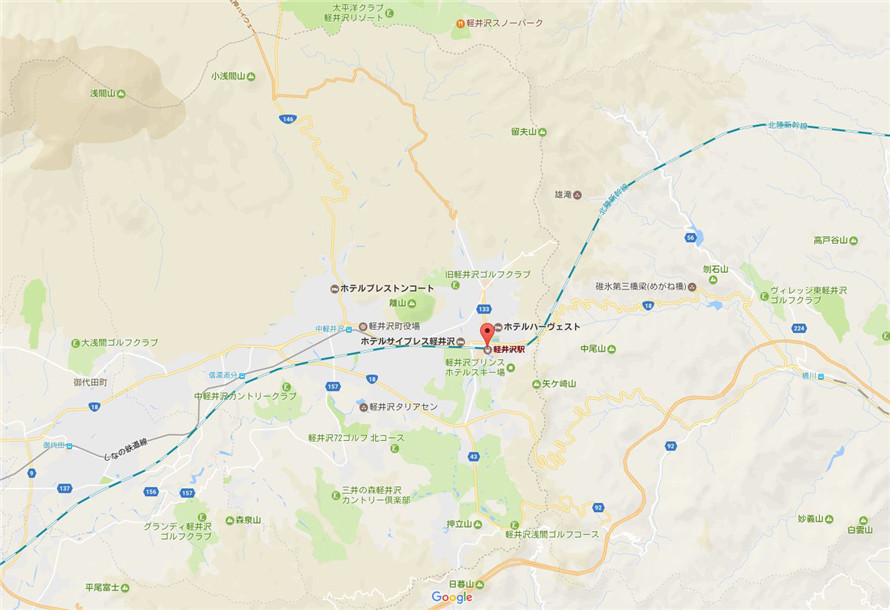 太平洋クラブ
軽井沢リゾート
軽井沢スノーパーク
小浅間山
浅間山
146
留夫山
北陸新幹線
雄滝
北陸新幹線
56
高戸谷山
刎石山
旧軽井沢ゴルフクラブ
ホテルブレストンコート
碓氷第三橋梁(めがね橋)
ヴィレッジ東軽井沢
ゴルフクラブ
離山
133
18
中軽井沢
軽井沢町役場
ホテルハーヴェスト
224
大浅間ゴルフクラブ
ホテルサイプレス軽井沢
軽井沢駅
中尾山
軽井沢プリンス
ホテルスキー場
信濃追分
御代田町
18
157
矢ケ崎山
横川
中軽井沢カントリークラブ
18
軽井沢タリアセン
御代田
しなの鉄道線
軽井沢72ゴルフ 北コース
92
43
9
137
156
157
三井の森軽井沢
カントリー倶楽部
92
グランディ軽井沢
ゴルフクラブ
森泉山
押立山
軽井沢浅間ゴルフコース
妙義山
白雲山
平尾富士
日暮山
Google